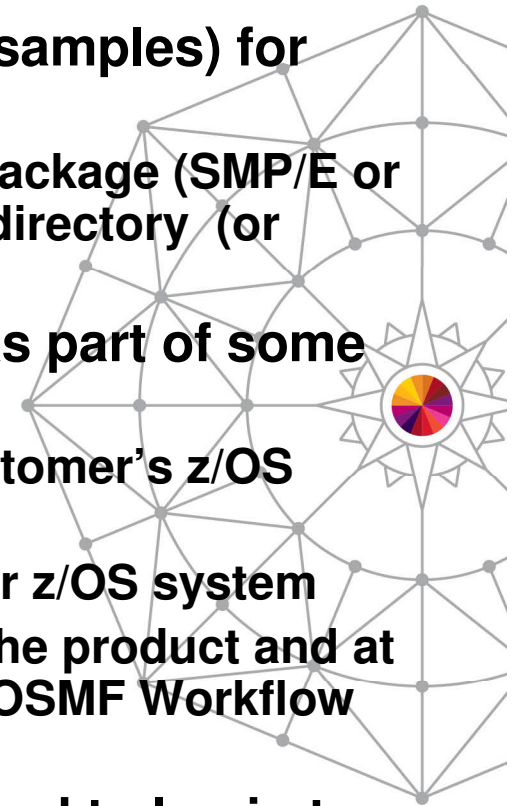 samples) for
ackage (SMP/E or
directory (or
s part of some
tomer's z/OS
r z/OS system
he product and at
OSMF Workflow